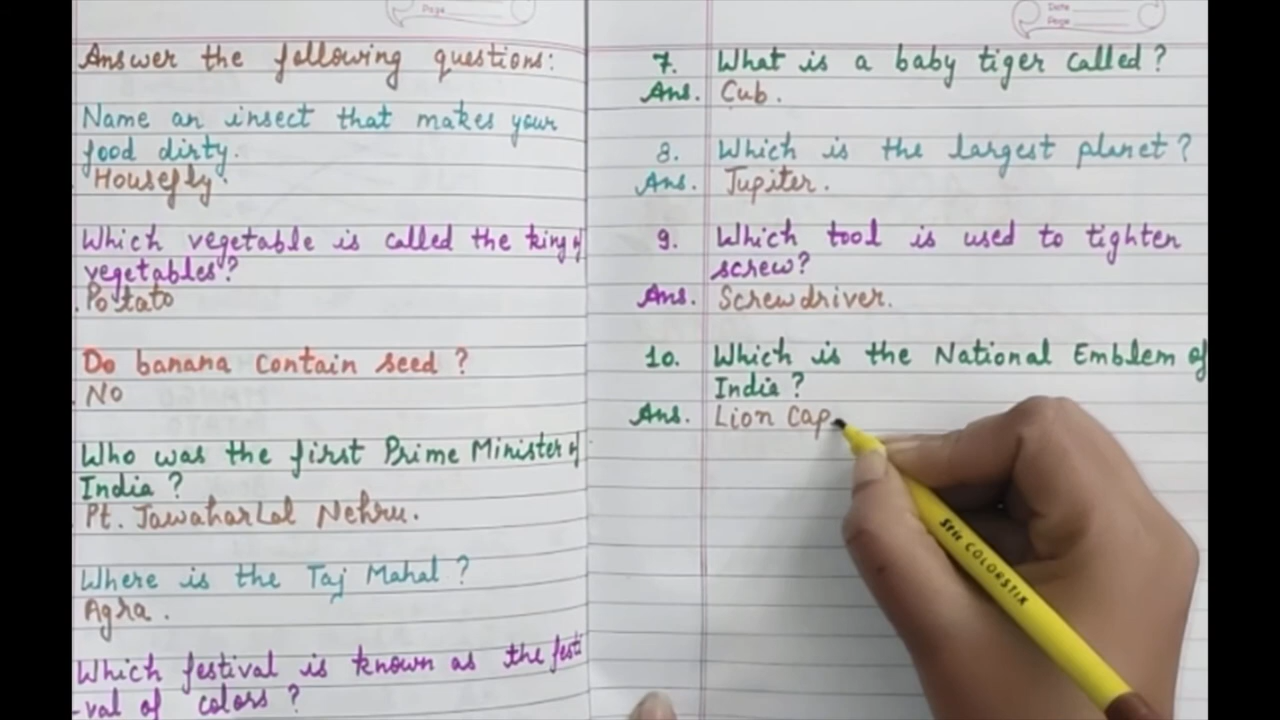 Page
Answer the following questions:
Name an insect that makes your
food dirty.
Housefly.
Which vegetable is called the king of
vegetables?
Potato
Do banana contain seed ?
No
Who was the first Prime Minister of
India ?
Pt. Jawaharlal Nehru.
Where is the Taj Mahal ?
Agra .
Which festival is known as the festi
-val of colors ?
Date
Page
7. What is a baby tiger called ?
Ans. Cub.
8. Which is the largest planet ?
Ans. Jupiter.
9. Which tool is used to tighten
screw?
Ans. Screwdriver.
10. Which is the National Emblem of
India ?
Ans. Lion Cap
COLORSTIX